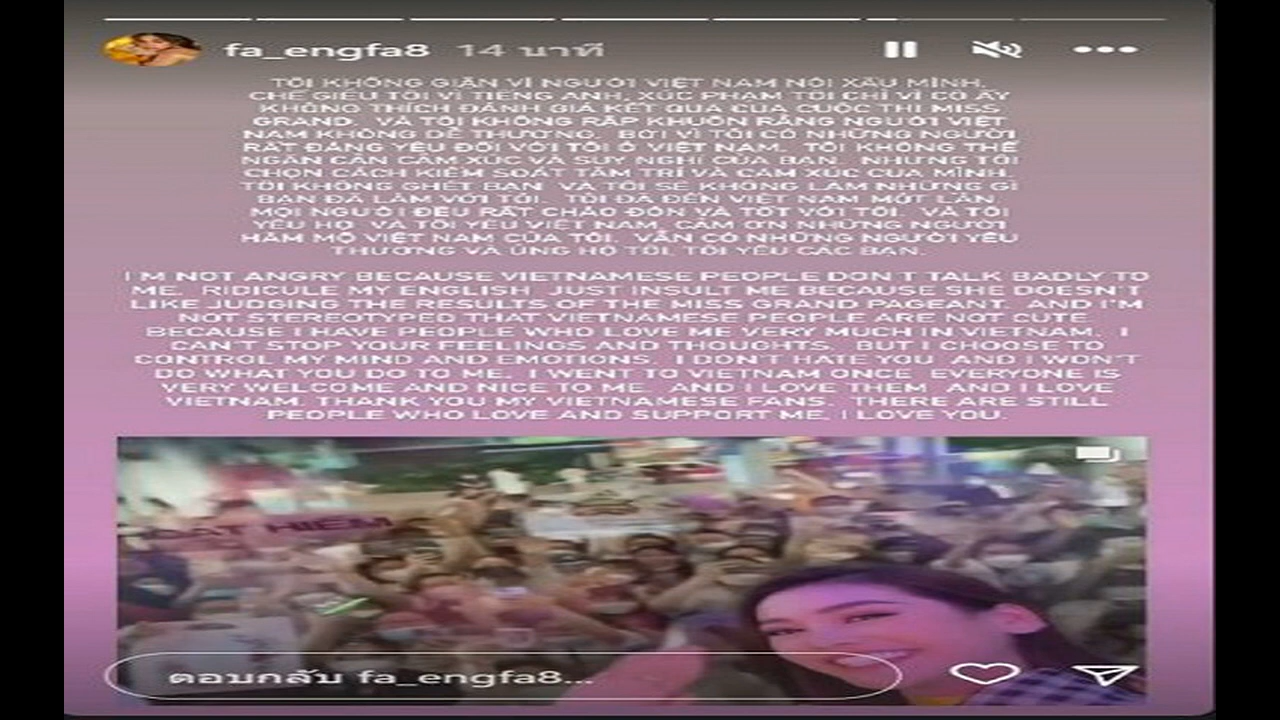 fa_engfa8 14 นาที
TÔI KHÔNG GIẬN VÌ NGƯỜI VIỆT NAM NÓI XẤU MÌNH,
CHẾ GIỄU TÔI VÌ TIẾNG ANH, XÚC PHẠM TÔI CHỈ VÌ CÔ ẤY
KHÔNG THÍCH ĐÁNH GIÁ KẾT QUẢ CỦA CUỘC THI MISS
GRAND. VÀ TÔI KHÔNG RẬP KHUÔN RẰNG NGƯỜI VIỆT
NAM KHÔNG DỄ THƯƠNG. BỞI VÌ TÔI CÓ NHỮNG NGƯỜI
RẤT ĐÁNG YÊU ĐỐI VỚI TÔI Ở VIỆT NAM. TÔI KHÔNG THỂ
NGĂN CẢN CẢM XÚC VÀ SUY NGHĨ CỦA BẠN. NHƯNG TÔI
CHỌN CÁCH KIỂM SOÁT TÂM TRÍ VÀ CẢM XÚC CỦA MÌNH.
TÔI KHÔNG GHÉT BẠN VÀ TÔI SẼ KHÔNG LÀM NHỮNG GÌ
BẠN ĐÃ LÀM VỚI TÔI. TÔI ĐÃ ĐẾN VIỆT NAM MỘT LẦN
MỌI NGƯỜI ĐỀU RẤT CHÀO ĐÓN VÀ TỐT VỚI TÔI. VÀ TÔI
YÊU HỌ VÀ TÔI YÊU VIỆT NAM. CẢM ƠN NHỮNG NGƯỜI
HÂM MỘ VIỆT NAM CỦA TÔI. VẪN CÓ NHỮNG NGƯỜI YÊU
THƯƠNG VÀ ỦNG HỘ TÔI, TÔI YÊU CÁC BẠN.
I'M NOT ANGRY BECAUSE VIETNAMESE PEOPLE DON'T TALK BADLY TO
ME. RIDICULE MY ENGLISH JUST INSULT ME BECAUSE SHE DOESN'T
LIKE JUDGING THE RESULTS OF THE MISS GRAND PAGEANT. AND I'M
NOT STEREOTYPED THAT VIETNAMESE PEOPLE ARE NOT CUTE
BECAUSE I HAVE PEOPLE WHO LOVE ME VERY MUCH IN VIETNAM. I
CAN'T STOP YOUR FEELINGS AND THOUGHTS. BUT I CHOOSE TO
CONTROL MY MIND AND EMOTIONS. I DON'T HATE YOU AND I WON'T
DO WHAT YOU DO TO ME. I WENT TO VIETNAM ONCE EVERYONE IS
VERY WELCOME AND NICE TO ME. AND I LOVE THEM AND I LOVE
VIETNAM. THANK YOU MY VIETNAMESE FANS. THERE ARE STILL
PEOPLE WHO LOVE AND SUPPORT ME. I LOVE YOU.
HIỂM
ตอบกลับ fa_engfa8...